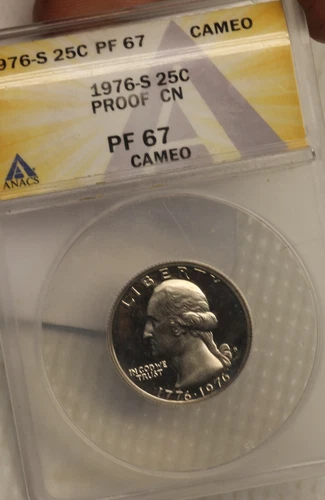 976-S 25C PF 67 CAMEO
1976-S 25C
PROOF CN
PF 67
CAMEO
ANACS
LIBERTY
IN GOD WE
TRUST
1776·1976